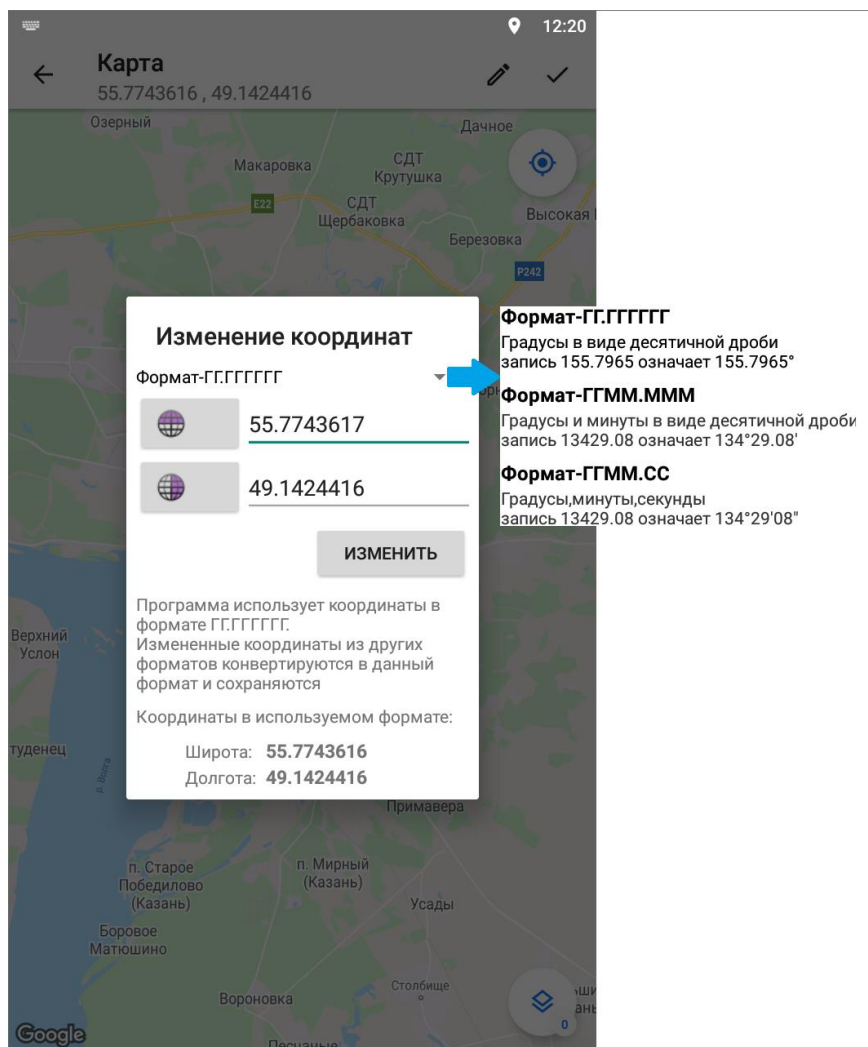 12:20
Карта
55.7743616 , 49.1424416
Озерный
Дачное
Макаровка
СДТ
Крутушка
E22
СДТ
Щербаковка
Высокая
Березовка
P242
Изменение координат
Формат-ГГ.ГГГГГГ
55.7743617
49.1424416
ИЗМЕНИТЬ
Программа использует координаты в
формате ГГ.ГГГГГГ.
Измененные координаты из других
форматов конвертируются в данный
формат и сохраняются
Координаты в используемом формате:
Широта: 55.7743616
Долгота: 49.1424416
Формат-ГГ.ГГГГГГ
Градусы в виде десятичной дроби
запись 155.7965 означает 155.7965°
Формат-ГГММ.МММ
Градусы и минуты в виде десятичной дроби
запись 13429.08 означает 134°29.08'
Формат-ГГММ.СС
Градусы,минуты,секунды
запись 13429.08 означает 134°29'08"
Верхний
Услон
туденец
р. Волга
Примавера
п. Старое
Победилово
(Казань)
п. Мирный
(Казань)
Усады
Боровое
Матюшино
Столбище
Вороновка
0
Google
Песчаные